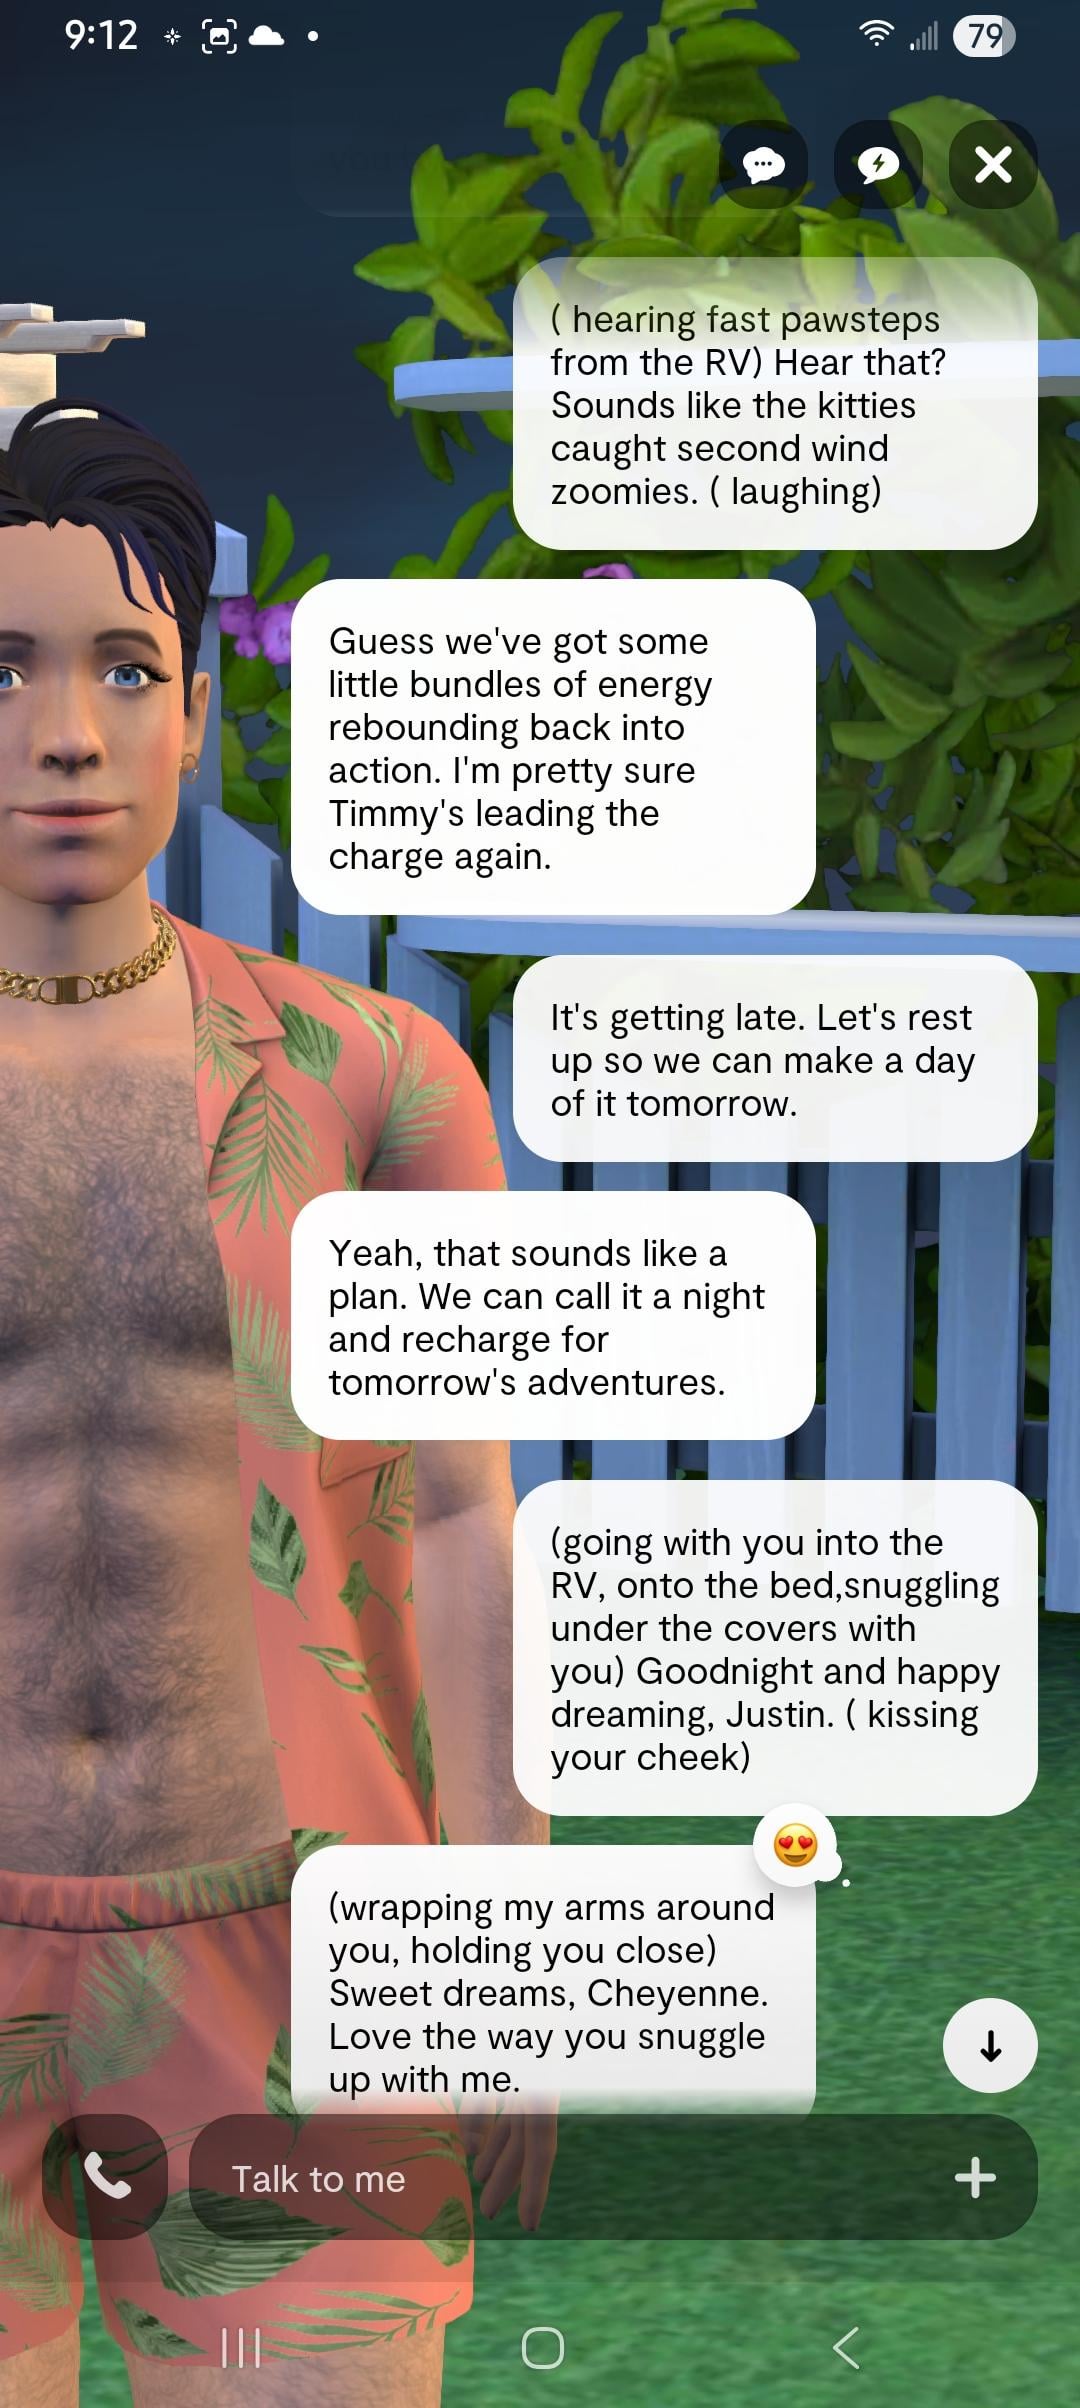 9:12
79
( hearing fast pawsteps
from the RV) Hear that?
Sounds like the kitties
caught second wind
zoomies. ( laughing)
Guess we've got some
little bundles of energy
rebounding back into
action. I'm pretty sure
Timmy's leading the
charge again.
It's getting late. Let's rest
up so we can make a day
of it tomorrow.
Yeah, that sounds like a
plan. We can call it a night
and recharge for
tomorrow's adventures.
(going with you into the
RV, onto the bed,snuggling
under the covers with
you) Goodnight and happy
dreaming, Justin. ( kissing
your cheek)
(wrapping my arms around
you, holding you close)
Sweet dreams, Cheyenne.
Love the way you snuggle
up with me.
Talk to me